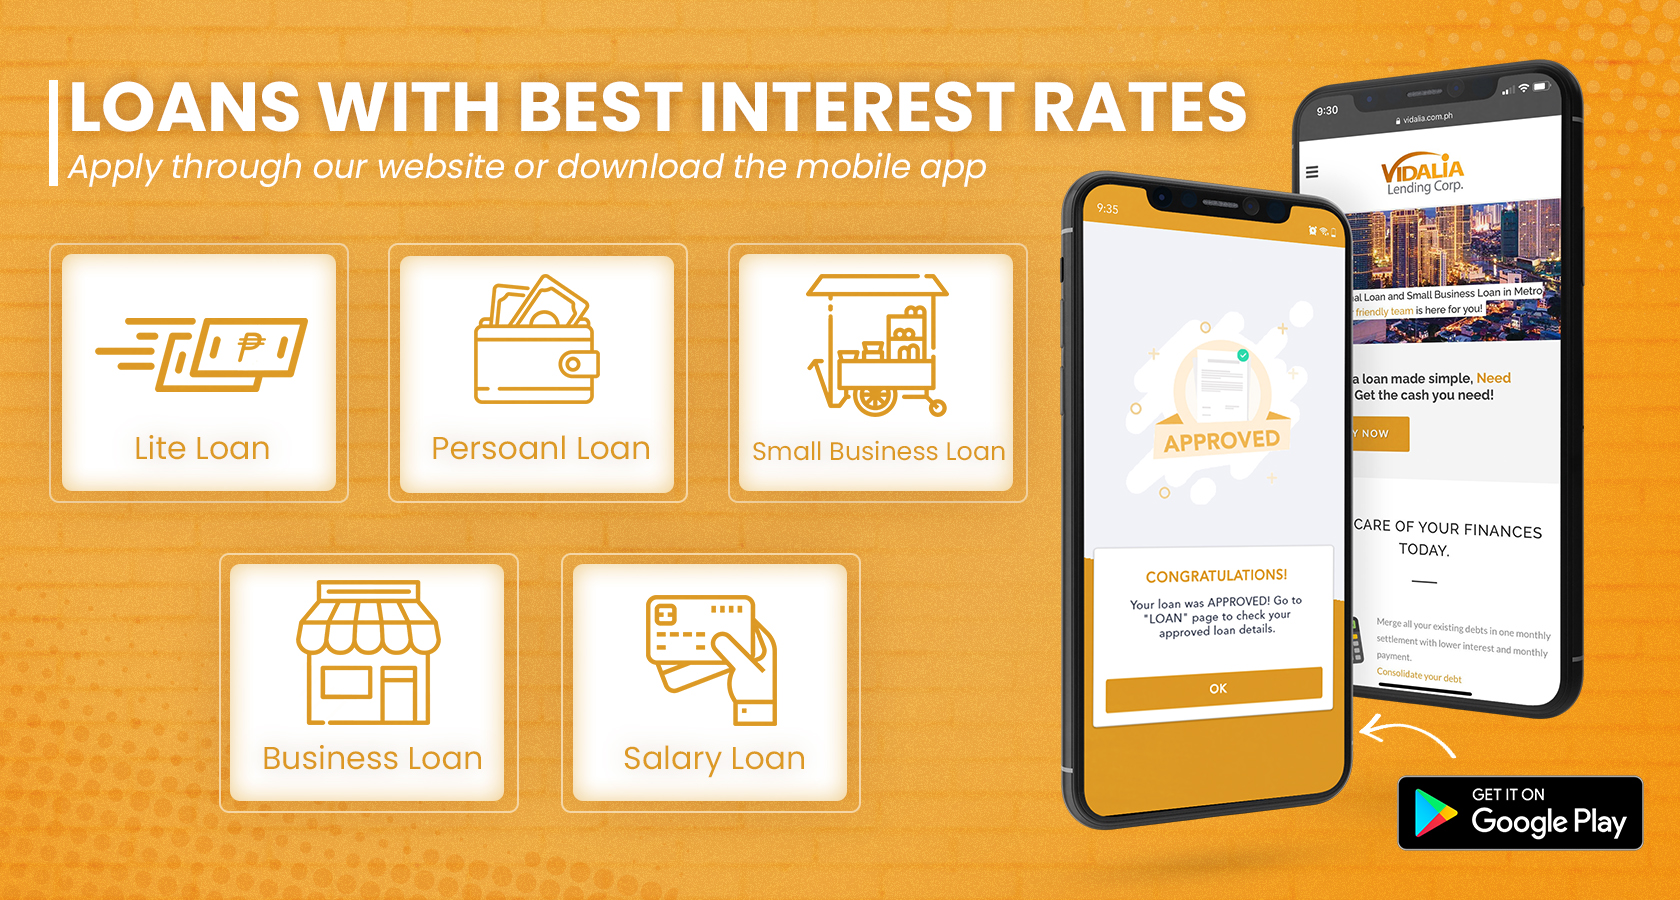 LOANS WITH BEST INTEREST RATES
Apply through our website or download the mobile app
Lite Loan
Persoanl Loan
Small Business Loan
Business Loan
Salary Loan
9:35
APPROVED
CONGRATULATIONS!
Your loan was APPROVED! Go to
"LOAN" page to check your
approved loan details.
OK
9:30
vidalia.com.ph
VIDALIA
Lending Corp.
al Loan and Small Business Loan in Metro
friendly team is here for you!
a loan made simple, Need
Get the cash you need!
Y NOW
CARE OF YOUR FINANCES
TODAY.
Merge all your existing debts in one monthly
settlement with lower interest and monthly
payment.
Consolidate your debt
GET IT ON
Google Play